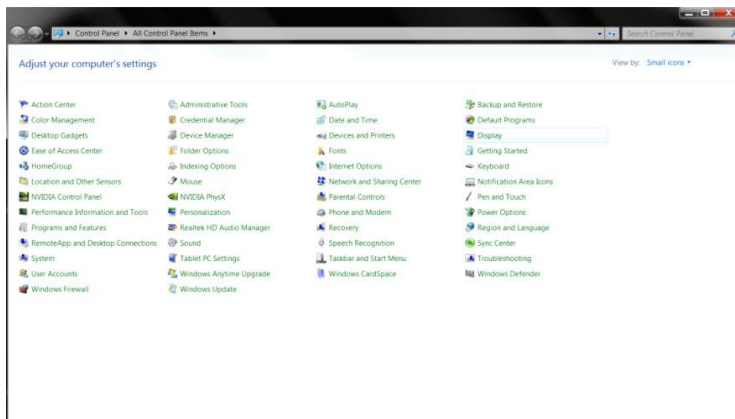 Control Panel All Control Panel Items Search Control Panel
Adjust your computer's settings View by: Small icons
Action Center Administrative Tools AutoPlay Backup and Restore
Color Management Credential Manager Date and Time Default Programs
Desktop Gadgets Device Manager Devices and Printers Display
Ease of Access Center Folder Options Fonts Getting Started
HomeGroup Indexing Options Internet Options Keyboard
Location and Other Sensors Mouse Network and Sharing Center Notification Area Icons
NVIDIA Control Panel NVIDIA PhysX Parental Controls Pen and Touch
Performance Information and Tools Personalization Phone and Modem Power Options
Programs and Features Realtek HD Audio Manager Recovery Region and Language
RemoteApp and Desktop Connections Sound Speech Recognition Sync Center
System Tablet PC Settings Taskbar and Start Menu Troubleshooting
User Accounts Windows Anytime Upgrade Windows CardSpace Windows Defender
Windows Firewall Windows Update